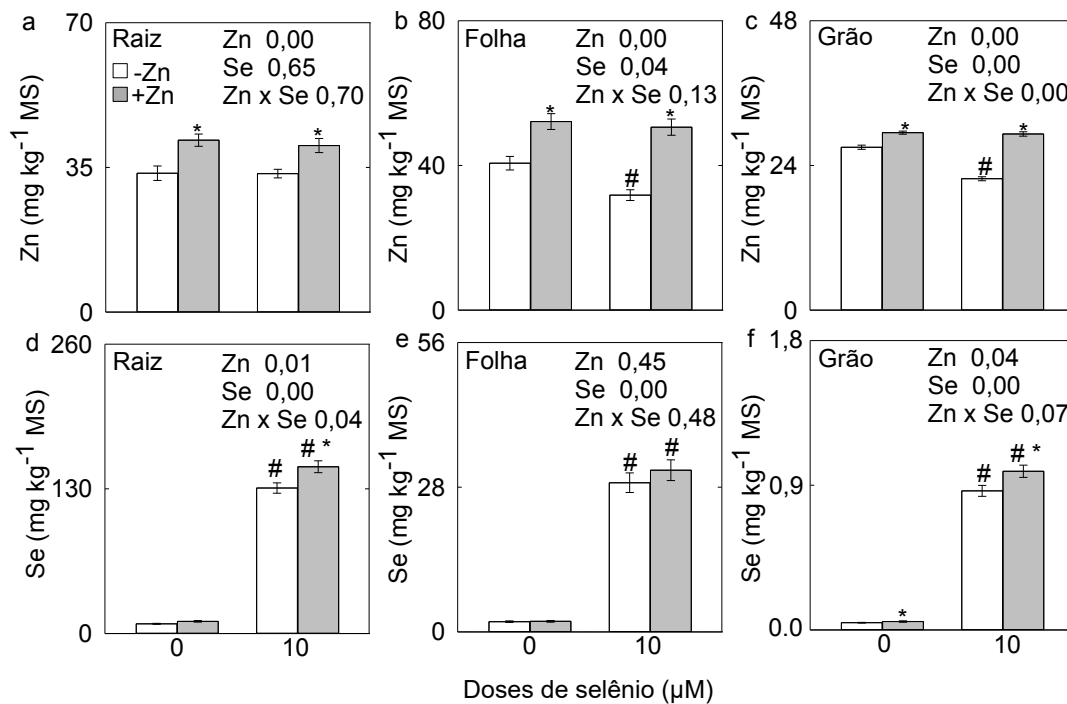 a
70
35
0
Zn (mg kg⁻¹ MS)
Raiz
-Zn
+Zn
Zn 0,00
Se 0,65
Zn x Se 0,70
*
*
b
80
40
0
Zn (mg kg⁻¹ MS)
Folha
Zn 0,00
Se 0,04
Zn x Se 0,13
*
#
*
c
48
24
0
Zn (mg kg⁻¹ MS)
Grão
Zn 0,00
Se 0,00
Zn x Se 0,00
*
#
*
d
260
130
0
Se (mg kg⁻¹ MS)
Raiz
Zn 0,01
Se 0,00
Zn x Se 0,04
#
# *
0
10
e
56
28
0
Se (mg kg⁻¹ MS)
Folha
Zn 0,45
Se 0,00
Zn x Se 0,48
#
#
0
10
f
1,8
0,9
0.0
Se (mg kg⁻¹ MS)
Grão
Zn 0,04
Se 0,00
Zn x Se 0,07
*
#
# *
0
10
Doses de selênio (µM)